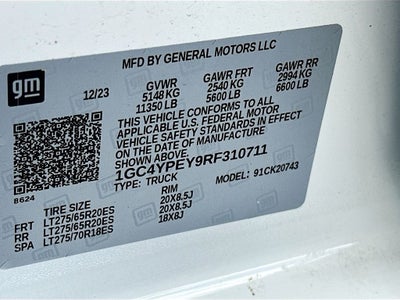 MFD BY GENERAL MOTORS LLC
gm
12/23 GVWR GAWR FRT GAWR RR
5148 KG 2540 KG 2994 KG
11350 LB 5600 LB 6600 LB
THIS VEHICLE CONFORMS TO ALL
APPLICABLE U.S. FEDERAL MOTOR
VEHICLE SAFETY STANDARDS IN EFFECT
ON THE DATE OF MANUFACTURE SHOWN ABOVE.
1GC4YPEY9RF310711
8624 TYPE: TRUCK MODEL: 91CK20743
TIRE SIZE RIM
FRT LT275/65R20ES 20X8.5J
RR LT275/65R20ES 20X8.5J
SPA LT275/70R18ES 18X8J